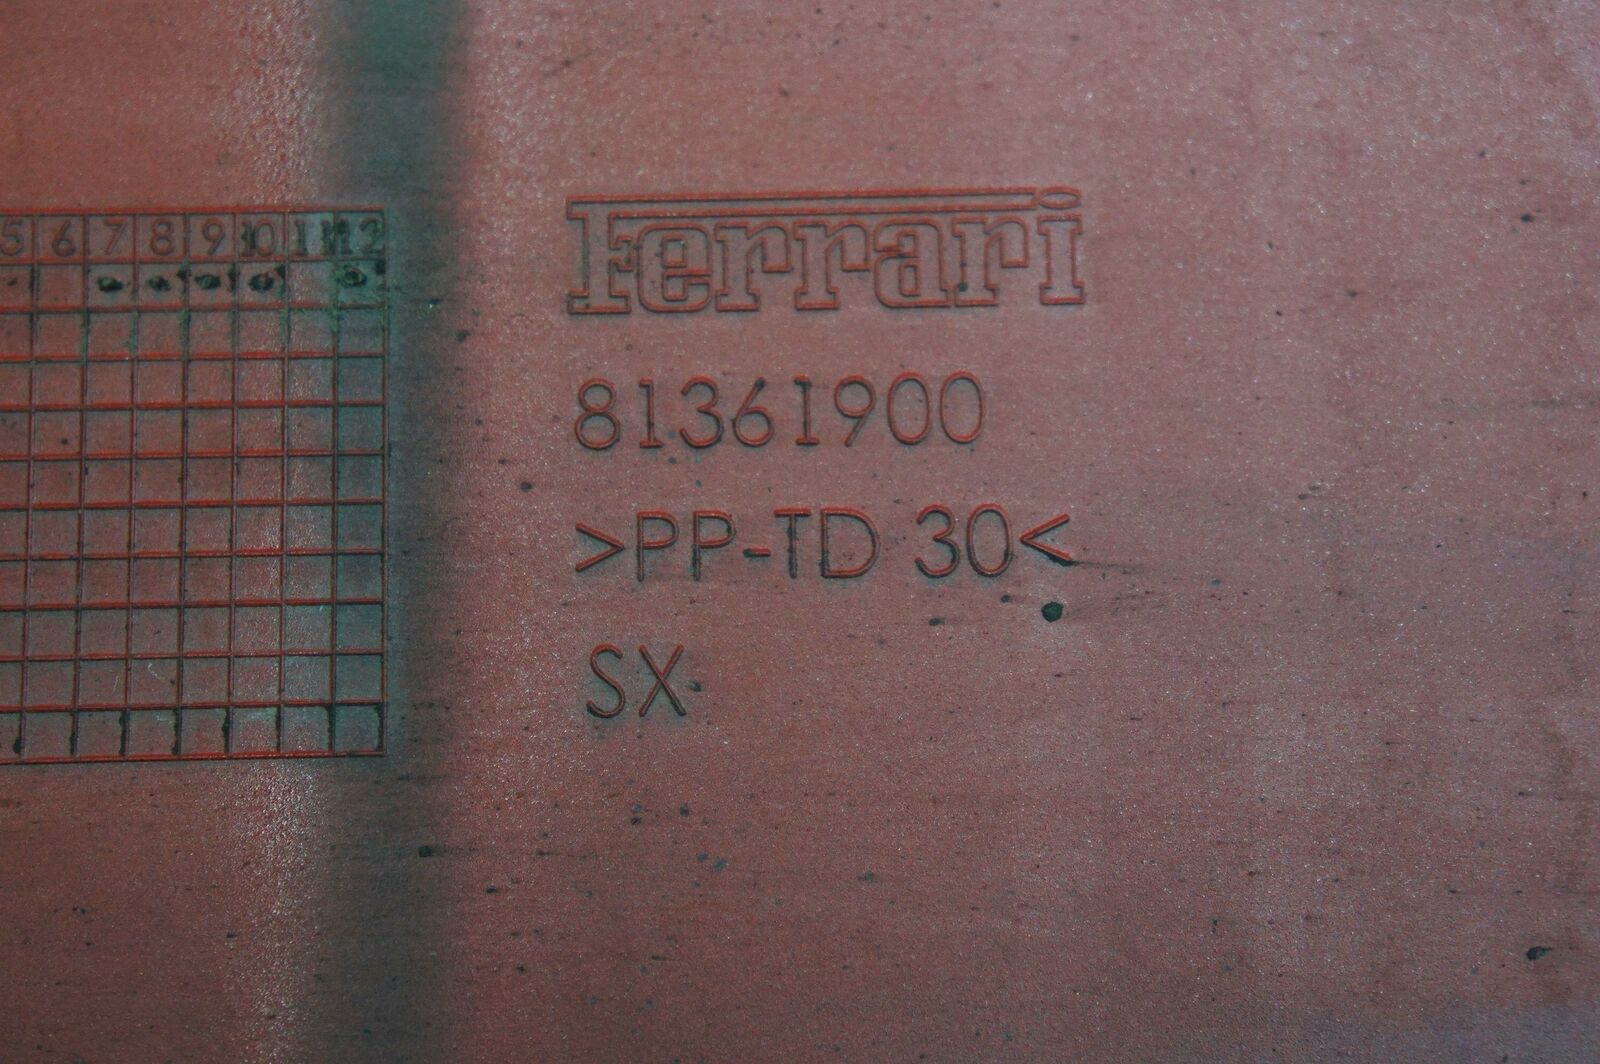 5 6 7 8 9 10 11 12
Ferrari
81361900
>PP-TD 30<
SX